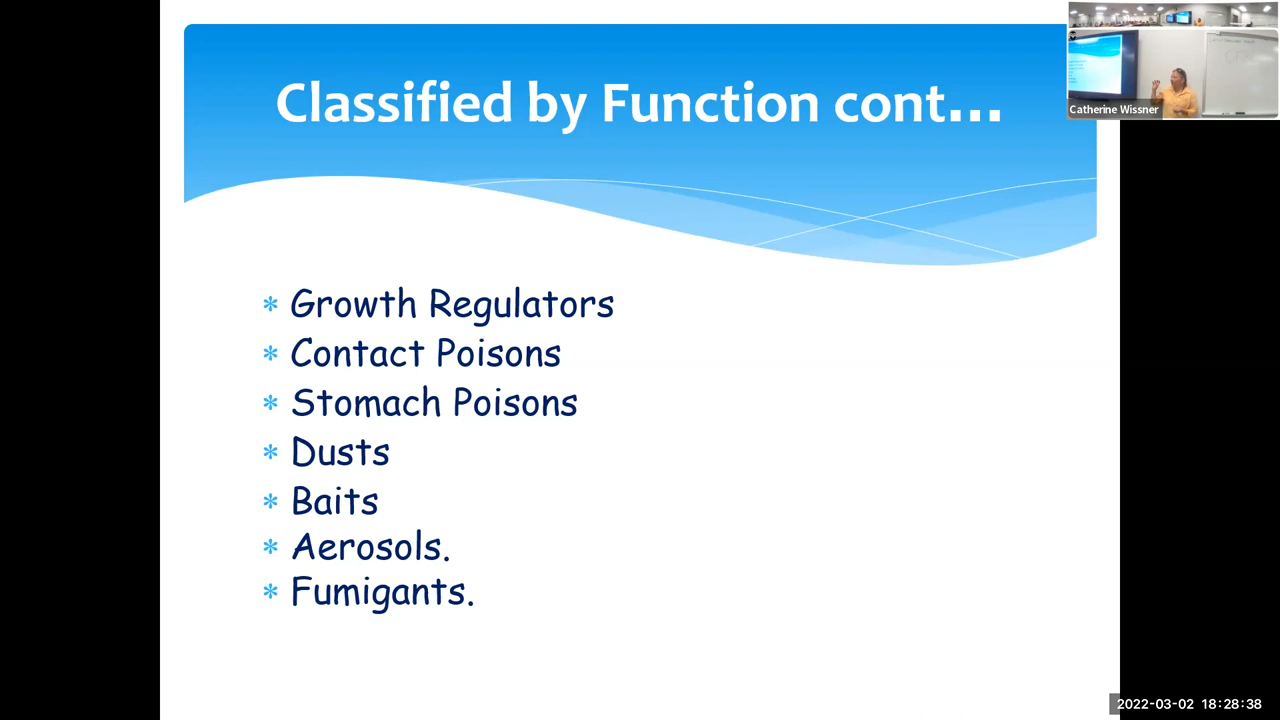 Classified by Function cont...
Catherine Wissner
* Growth Regulators
* Contact Poisons
* Stomach Poisons
* Dusts
* Baits
* Aerosols.
* Fumigants.
2022-03-02 18:28:38